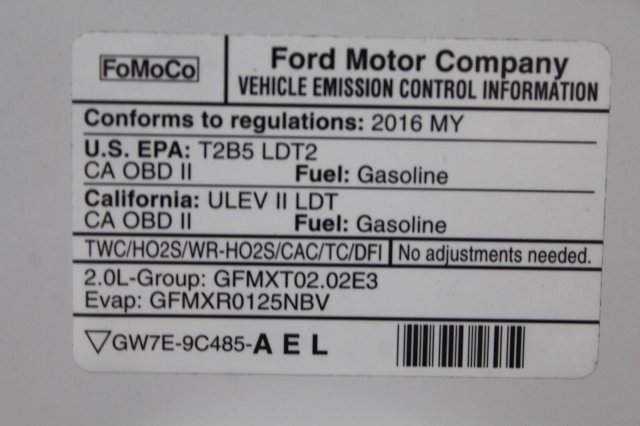 FoMoCo
Ford Motor Company
VEHICLE EMISSION CONTROL INFORMATION
Conforms to regulations: 2016 MY
U.S. EPA: T2B5 LDT2
CA OBD II Fuel: Gasoline
California: ULEV II LDT
CA OBD II Fuel: Gasoline
TWC/HO2S/WR-HO2S/CAC/TC/DFI No adjustments needed.
2.0L-Group: GFMXT02.02E3
Evap: GFMXR0125NBV
GW7E-9C485-AEL